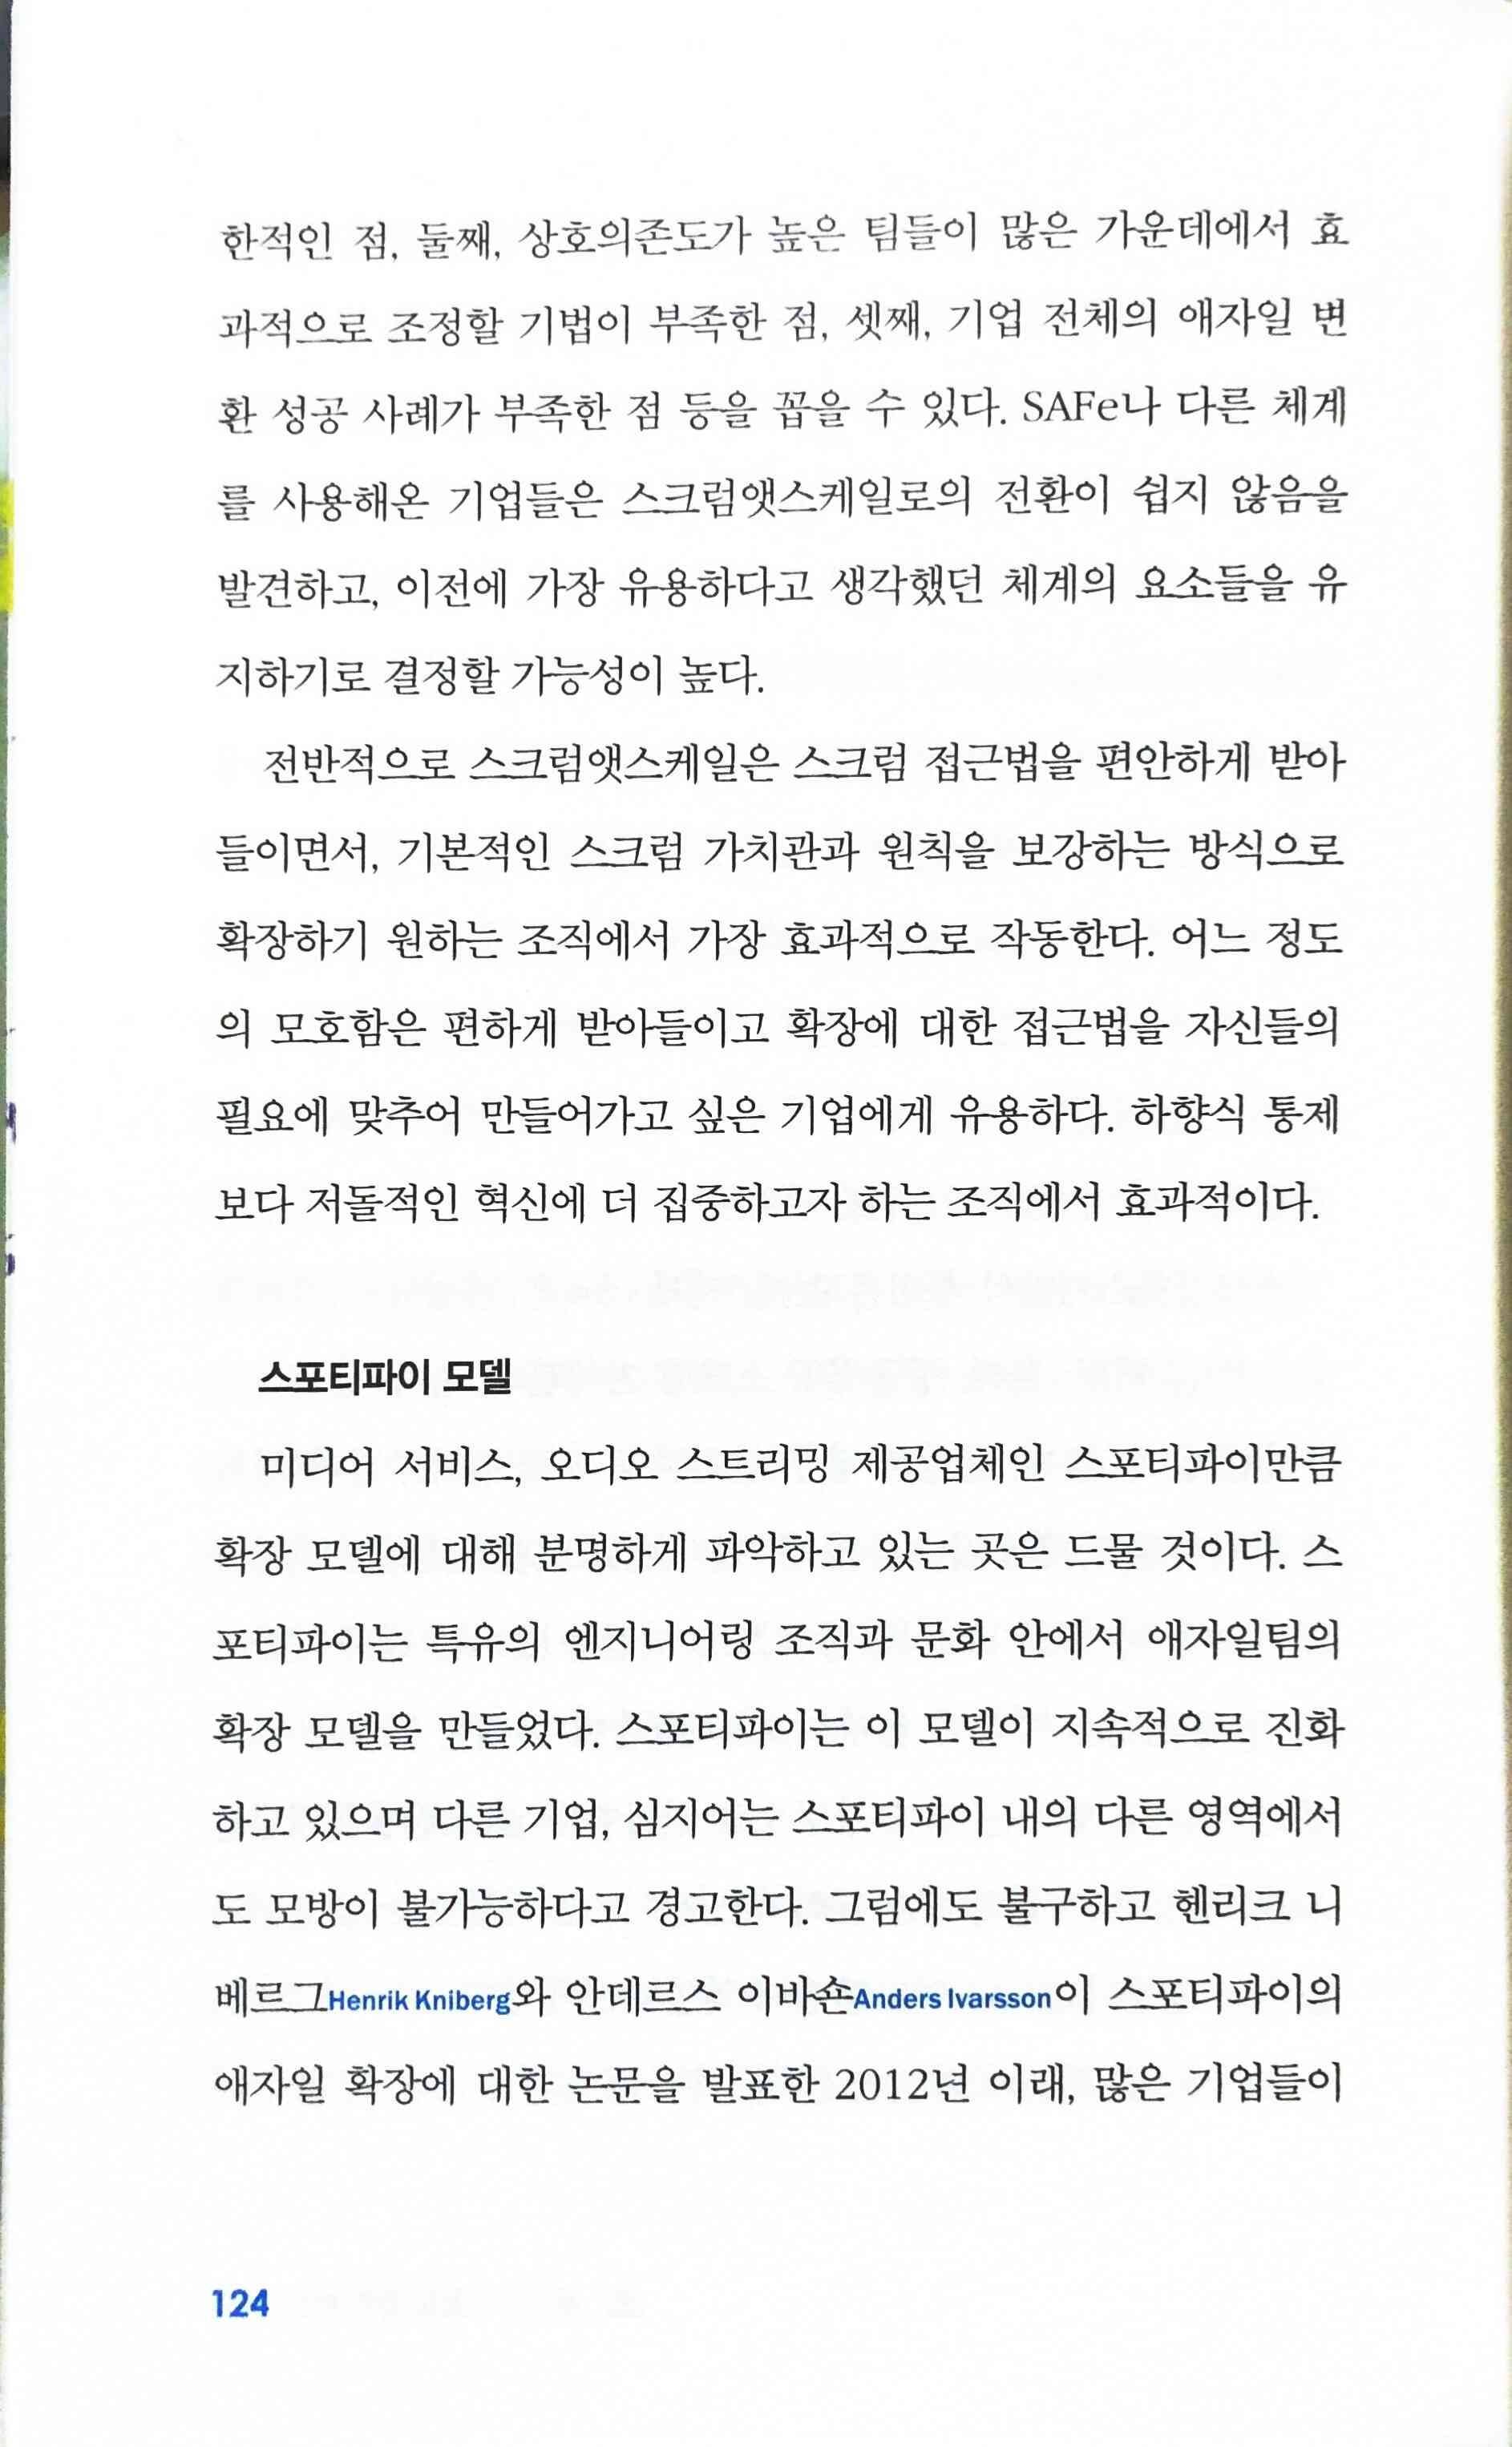 한적인 점, 둘째, 상호의존도가 높은 팀들이 많은 가운데에서 효
과적으로 조정할 기법이 부족한 점, 셋째, 기업 전체의 애자일 변
환 성공 사례가 부족한 점 등을 꼽을 수 있다. SAFe나 다른 체계
를 사용해온 기업들은 스크럼앳스케일로의 전환이 쉽지 않음을
발견하고, 이전에 가장 유용하다고 생각했던 체계의 요소들을 유
지하기로 결정할 가능성이 높다.
전반적으로 스크럼앳스케일은 스크럼 접근법을 편안하게 받아
들이면서, 기본적인 스크럼 가치관과 원칙을 보강하는 방식으로
확장하기 원하는 조직에서 가장 효과적으로 작동한다. 어느 정도
의 모호함은 편하게 받아들이고 확장에 대한 접근법을 자신들의
필요에 맞추어 만들어가고 싶은 기업에게 유용하다. 하향식 통제
보다 저돌적인 혁신에 더 집중하고자 하는 조직에서 효과적이다.
스포티파이 모델
미디어 서비스, 오디오 스트리밍 제공업체인 스포티파이만큼
확장 모델에 대해 분명하게 파악하고 있는 곳은 드물 것이다. 스
포티파이는 특유의 엔지니어링 조직과 문화 안에서 애자일팀의
확장 모델을 만들었다. 스포티파이는 이 모델이 지속적으로 진화
하고 있으며 다른 기업, 심지어는 스포티파이 내의 다른 영역에서
도 모방이 불가능하다고 경고한다. 그럼에도 불구하고 헨리크 니
베르그Henrik Kniberg와 안데르스 이바숀Anders Ivarsson이 스포티파이의
애자일 확장에 대한 논문을 발표한 2012년 이래, 많은 기업들이
124